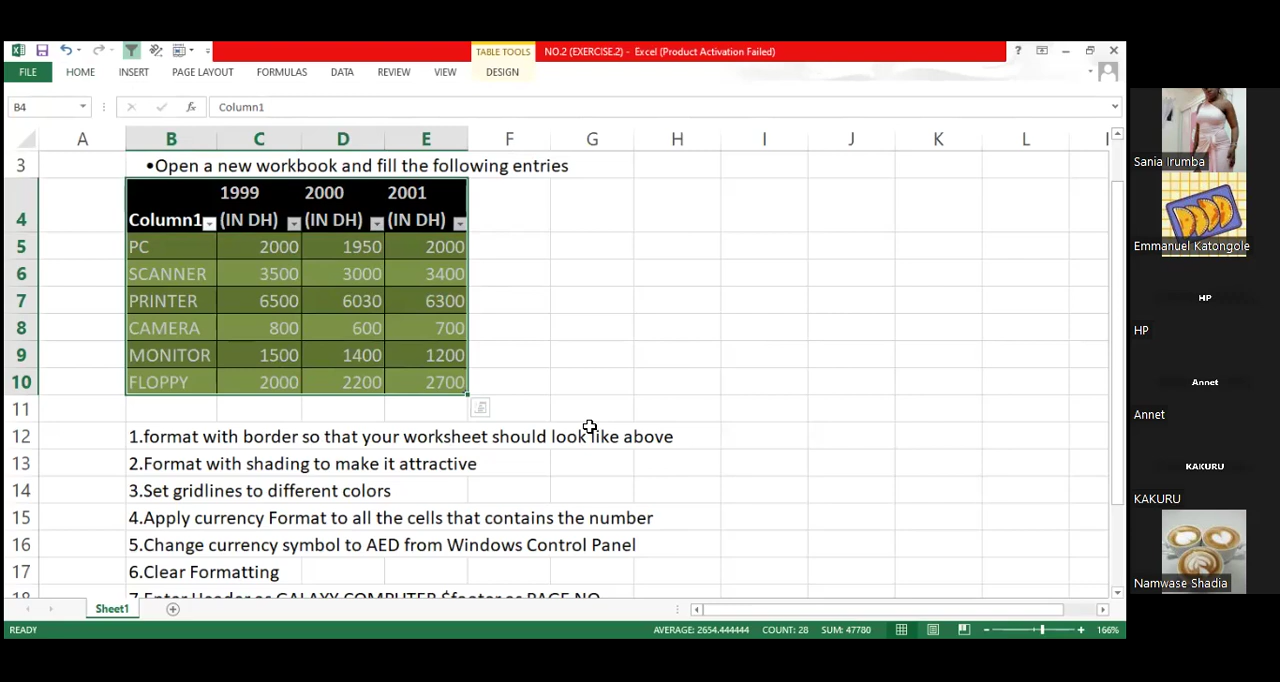 TABLE TOOLS NO.2 (EXERCISE.2) - Excel (Product Activation Failed) ?
FILE HOME INSERT PAGE LAYOUT FORMULAS DATA REVIEW VIEW DESIGN
B4 fx Column1
A B C D E F G H I J K L
3 •Open a new workbook and fill the following entries
1999 2000 2001
4 Column1 (IN DH) (IN DH) (IN DH)
5 PC 2000 1950 2000
6 SCANNER 3500 3000 3400
7 PRINTER 6500 6030 6300
8 CAMERA 800 600 700
9 MONITOR 1500 1400 1200
10 FLOPPY 2000 2200 2700
11
12 1.format with border so that your worksheet should look like above
13 2.Format with shading to make it attractive
14 3.Set gridlines to different colors
15 4.Apply currency Format to all the cells that contains the number
16 5.Change currency symbol to AED from Windows Control Panel
17 6.Clear Formatting
18 7.Enter Header as GALAXY COMPUTER $footer as PAGE NO
Sheet1
READY AVERAGE: 2654.444444 COUNT: 28 SUM: 47780 166%
Sania Irumba
Emmanuel Katongole
HP
HP
Annet
Annet
KAKURU
KAKURU
Namwase Shadia